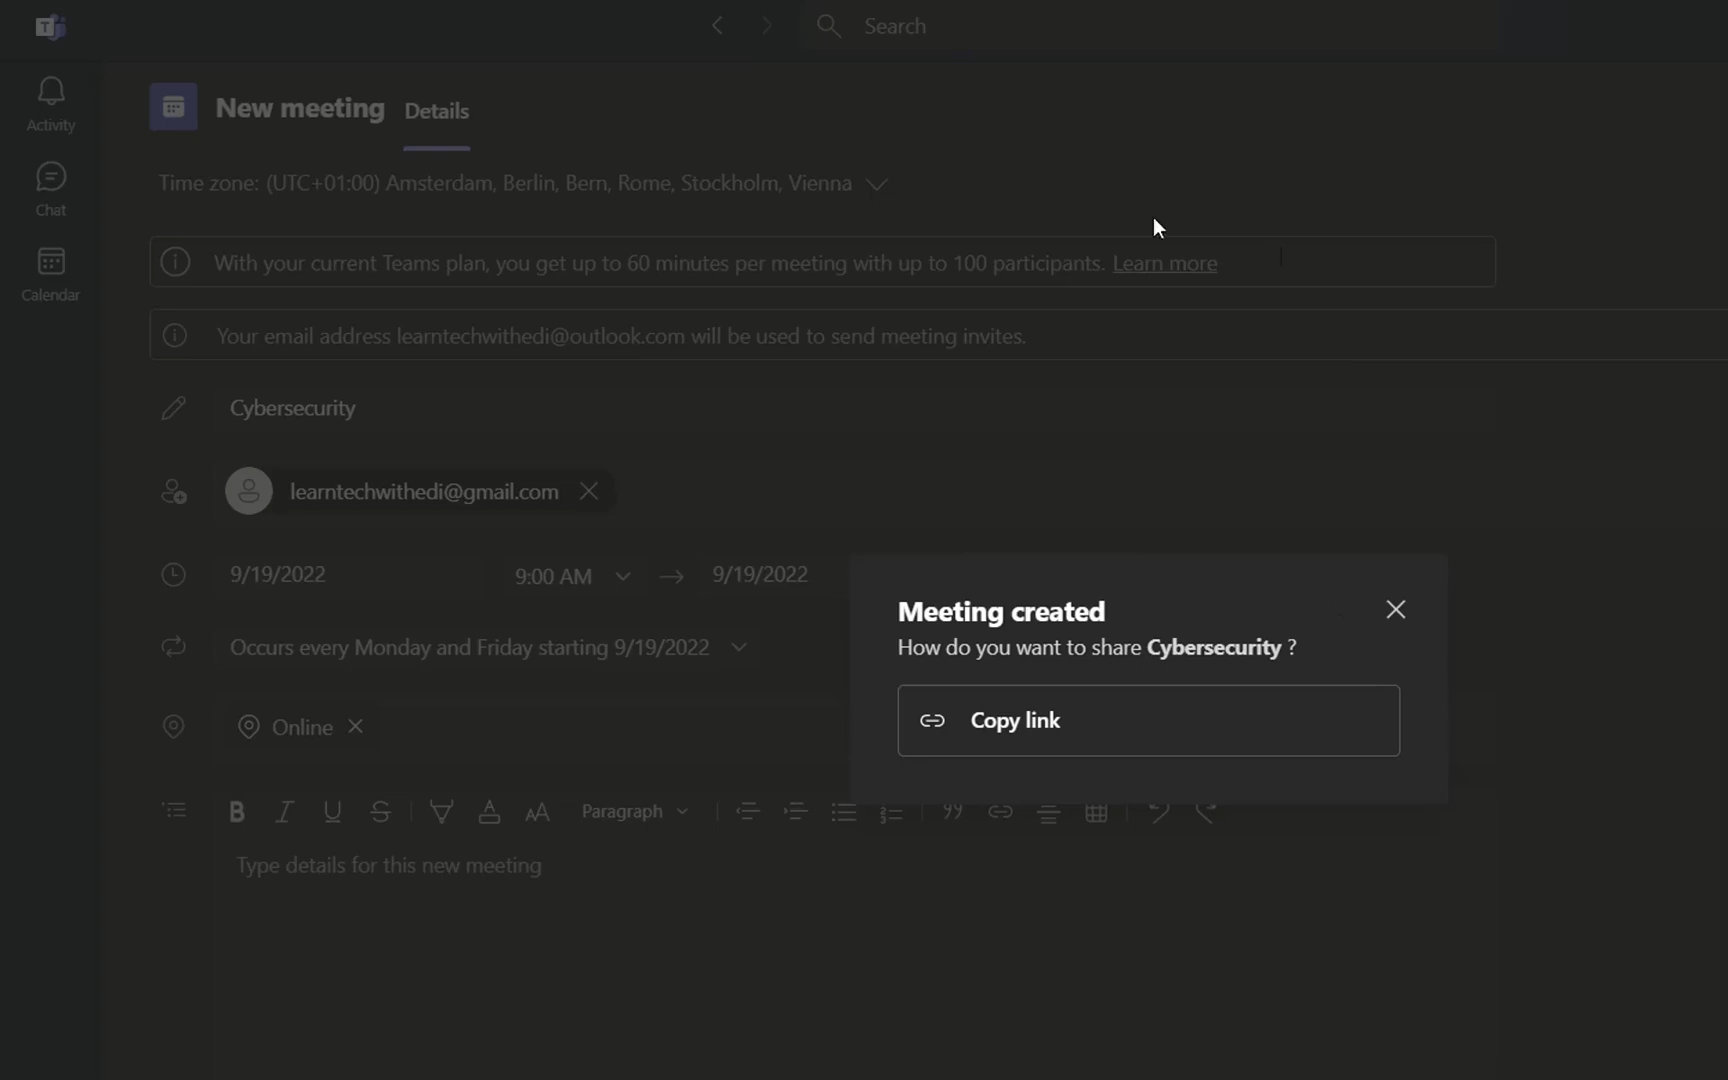 T
Search
Activity
New meeting Details
Time zone: (UTC+01:00) Amsterdam, Berlin, Bern, Rome, Stockholm, Vienna
Chat
With your current Teams plan, you get up to 60 minutes per meeting with up to 100 participants. Learn more
Calendar
Your email address learntechwithedi@outlook.com will be used to send meeting invites.
Cybersecurity
learntechwithedi@gmail.com
9/19/2022 9:00 AM → 9/19/2022
Occurs every Monday and Friday starting 9/19/2022
Online
Meeting created
How do you want to share Cybersecurity ?
Copy link
B I U S A AA Paragraph
Type details for this new meeting